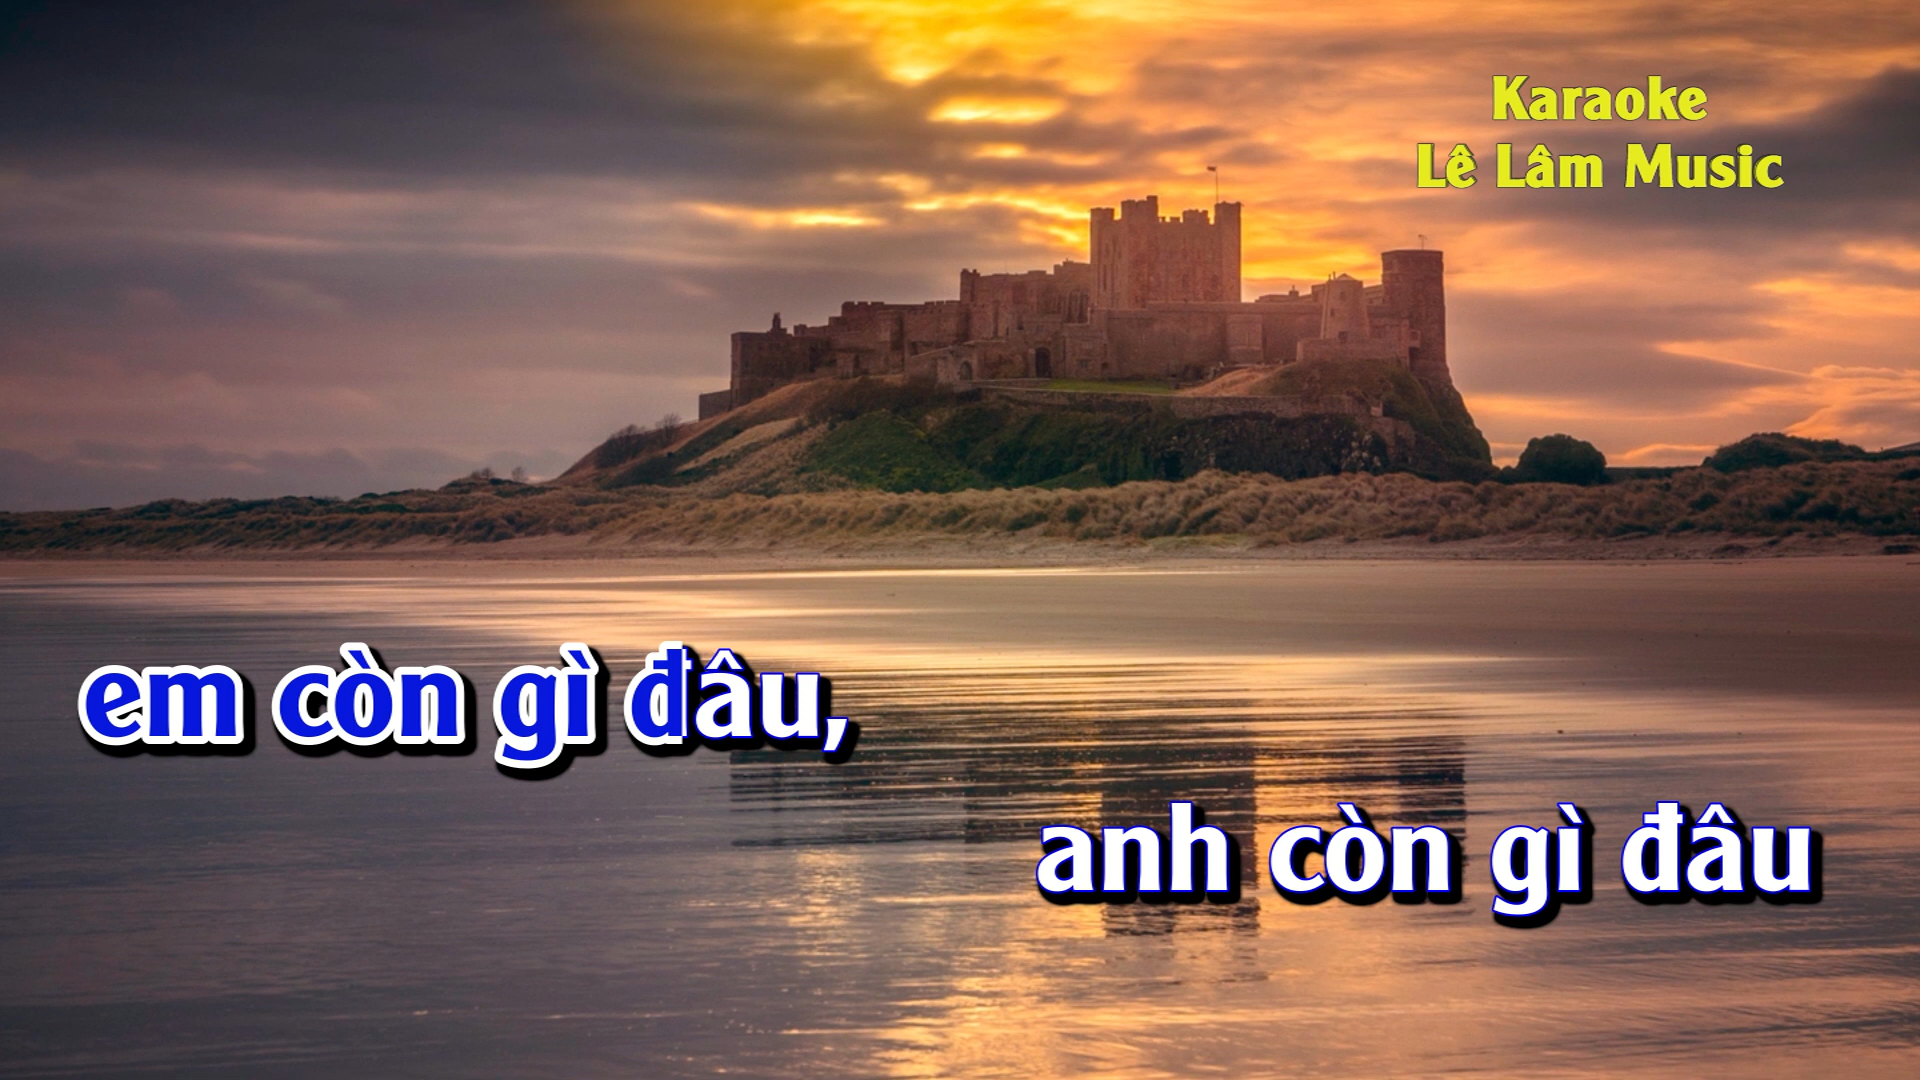 Karaoke
Lê Lâm Music
em còn gì đâu,
anh còn gì đâu